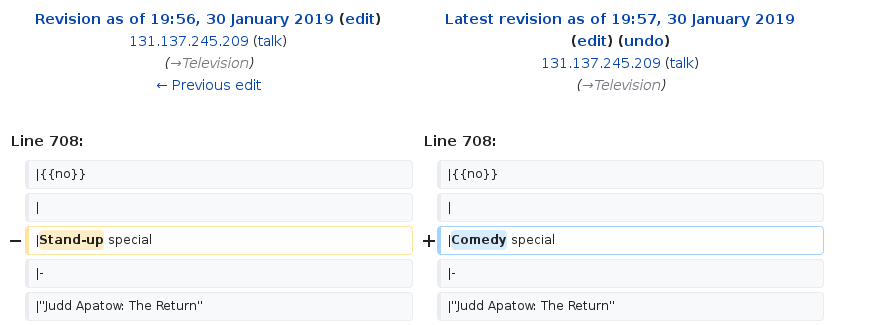 Revision as of 19:56, 30 January 2019 (edit)
131.137.245.209 (talk)
(→Television)
← Previous edit
Latest revision as of 19:57, 30 January 2019
(edit) (undo)
131.137.245.209 (talk)
(→Television)
Line 708:
Line 708:
|{{no}}
|{{no}}
|
|
− |Stand-up special
+ |Comedy special
|-
|-
|''Judd Apatow: The Return''
|''Judd Apatow: The Return''